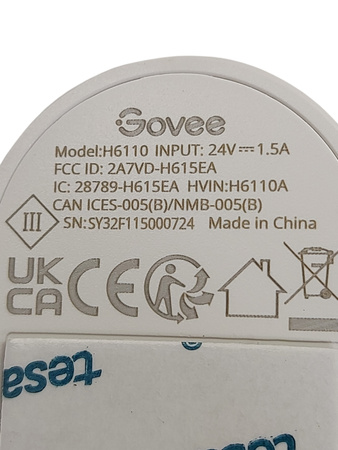 Govee
Model:H6110 INPUT: 24V⎓1.5A
FCC ID: 2A7VD-H615EA
IC: 28789-H615EA HVIN:H6110A
CAN ICES-005(B)/NMB-005(B)
III
SN:SY32F115000724 Made in China
UK
CA CE
tesa
tesa